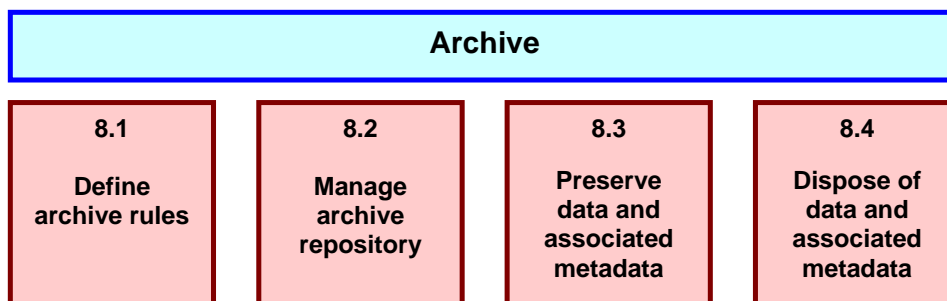 Archive
8.1
Define
archive rules
8.2
Manage
archive
repository
8.3
Preserve
data and
associated
metadata
8.4
Dispose of
data and
associated
metadata